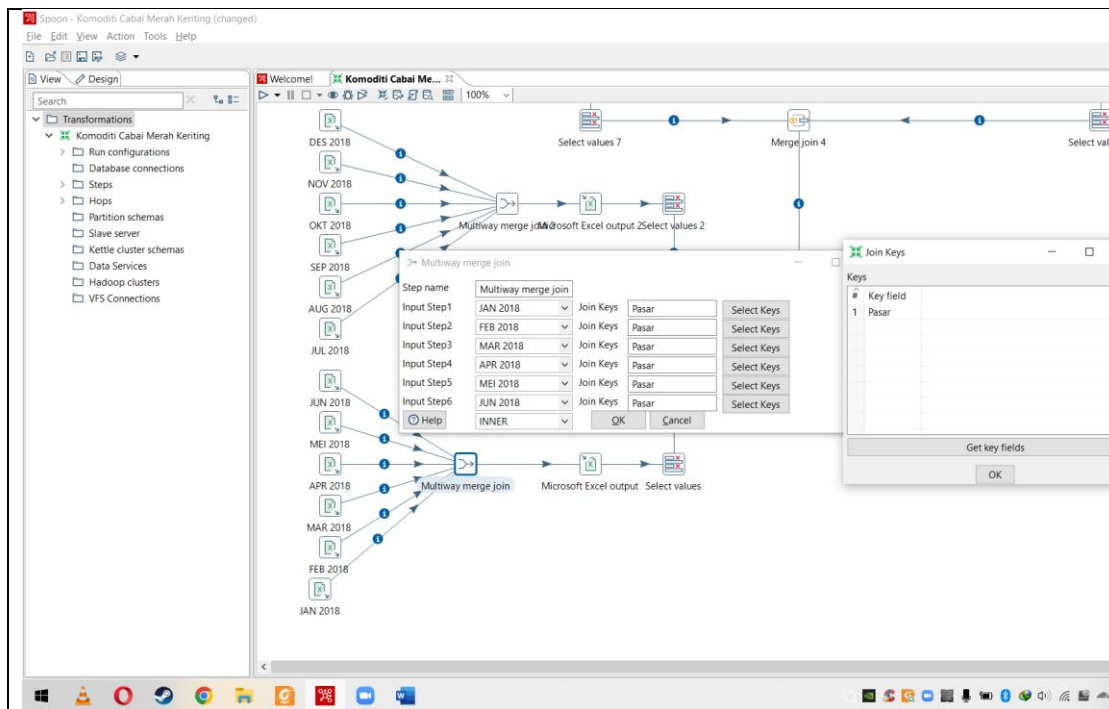 Spoon - Komoditi Cabai Merah Keriting (changed)
File Edit View Action Tools Help
View Design
Search
Transformations
Komoditi Cabai Merah Keriting
Run configurations
Database connections
Steps
Hops
Partition schemas
Slave server
Kettle cluster schemas
Data Services
Hadoop clusters
VFS Connections
Welcome! Komoditi Cabai Me...
100%
DES 2018
Select values 7
Merge join 4
Select val
NOV 2018
OKT 2018
Multiway merge join 2
Microsoft Excel output 2
Select values 2
SEP 2018
AUG 2018
JUL 2018
JUN 2018
MEI 2018
APR 2018
Multiway merge join
Microsoft Excel output
Select values
MAR 2018
FEB 2018
JAN 2018
Multiway merge join
Step name Multiway merge join
Input Step1 JAN 2018 Join Keys Pasar Select Keys
Input Step2 FEB 2018 Join Keys Pasar Select Keys
Input Step3 MAR 2018 Join Keys Pasar Select Keys
Input Step4 APR 2018 Join Keys Pasar Select Keys
Input Step5 MEI 2018 Join Keys Pasar Select Keys
Input Step6 JUN 2018 Join Keys Pasar Select Keys
Help INNER OK Cancel
Join Keys
Keys
# Key field
1 Pasar
Get key fields
OK